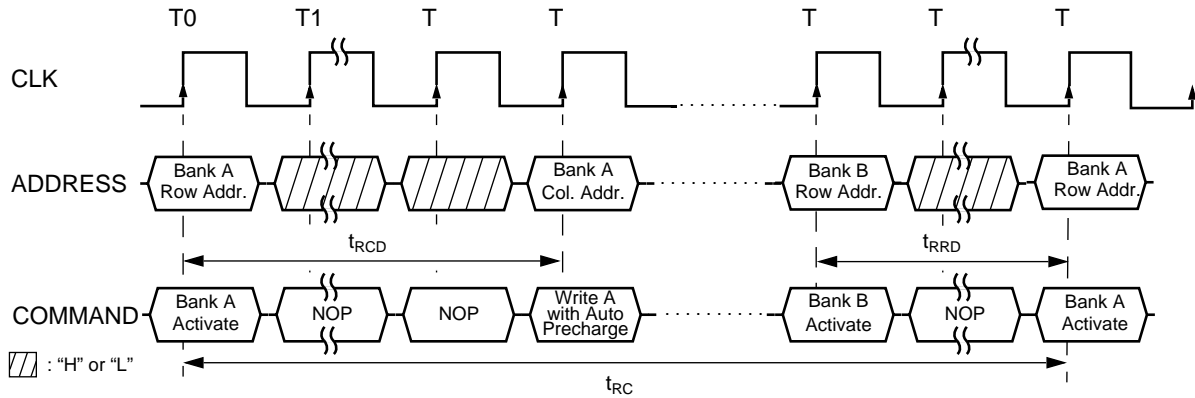 T0 T1 T T T T T
CLK
ADDRESS
Bank A
Row Addr.
Bank A
Col. Addr.
Bank B
Row Addr.
Bank A
Row Addr.
tRCD
tRRD
COMMAND
Bank A
Activate
NOP
NOP
Write A
with Auto
Precharge
Bank B
Activate
NOP
Bank A
Activate
: “H” or “L”
tRC